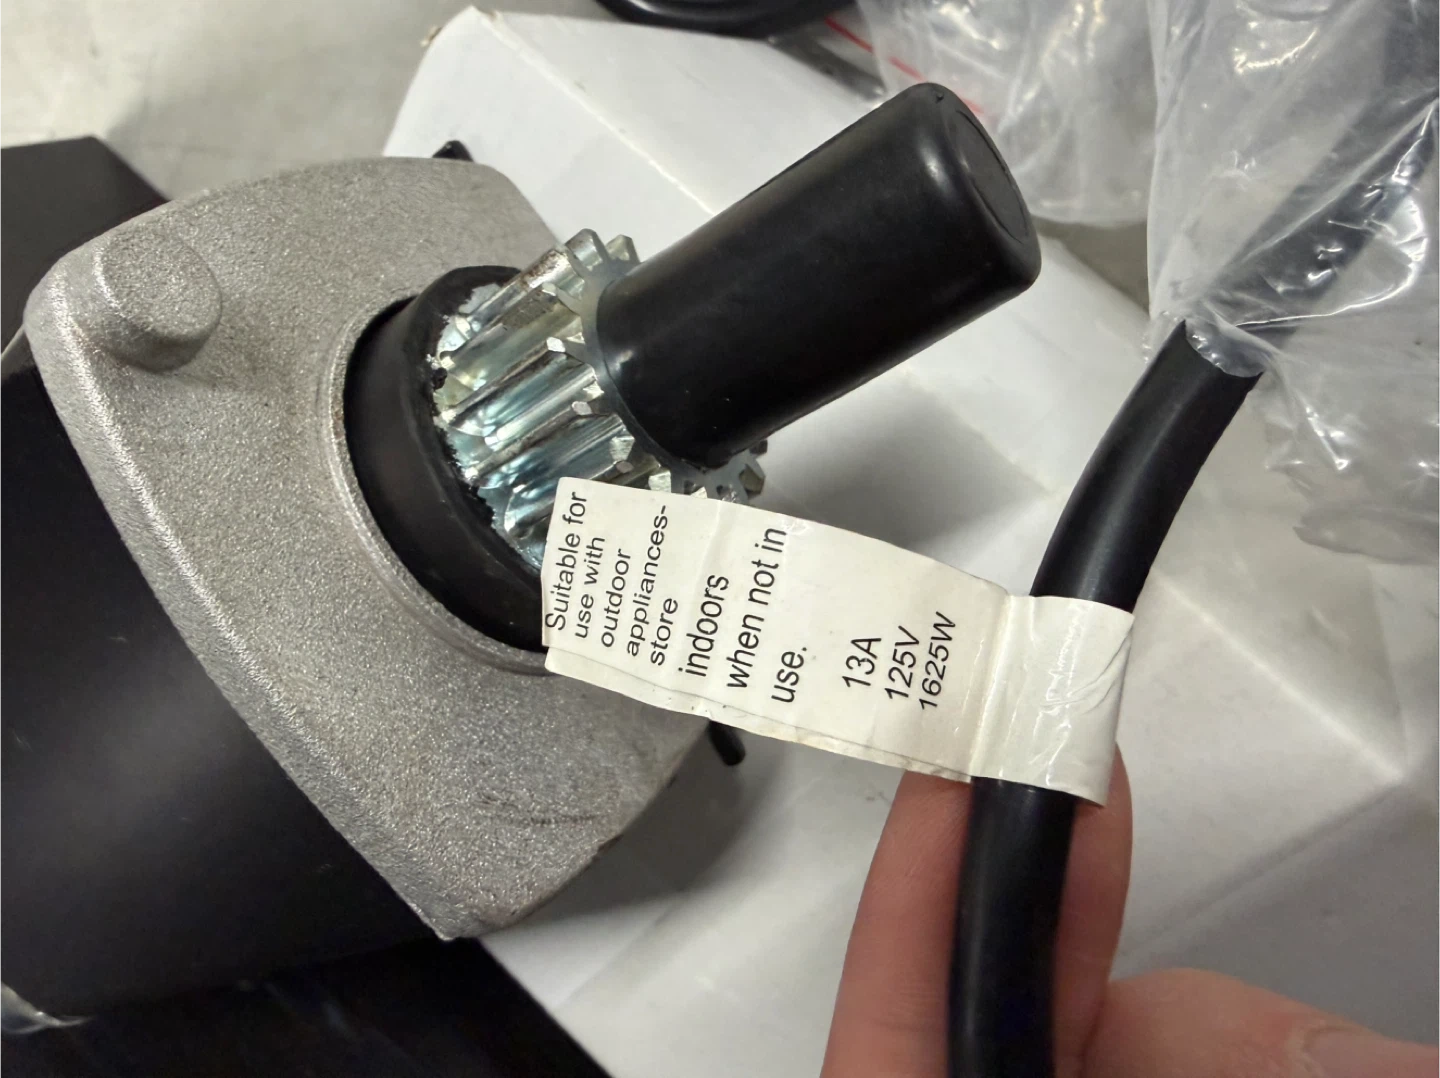 Suitable for
use with
outdoor
appliances-
store
indoors
when not in
use.
13A
125V
1625W